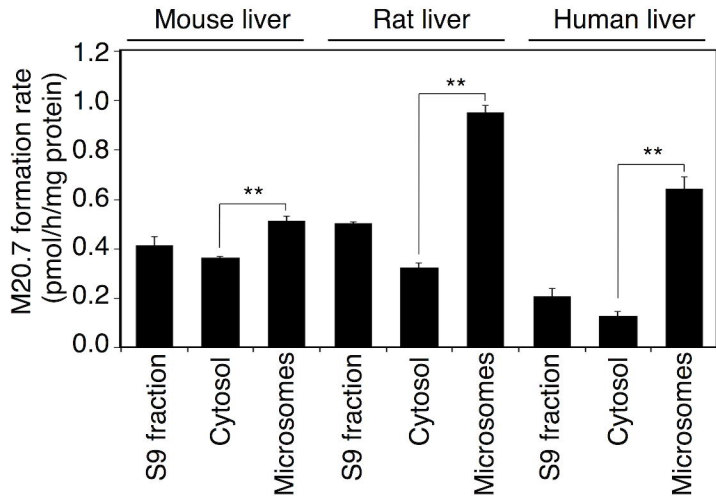 Mouse liver
Rat liver
Human liver
M20.7 formation rate
(pmol/h/mg protein)
1.2
1.0
0.8
0.6
0.4
0.2
0.0
**
**
**
S9 fraction
Cytosol
Microsomes
S9 fraction
Cytosol
Microsomes
S9 fraction
Cytosol
Microsomes